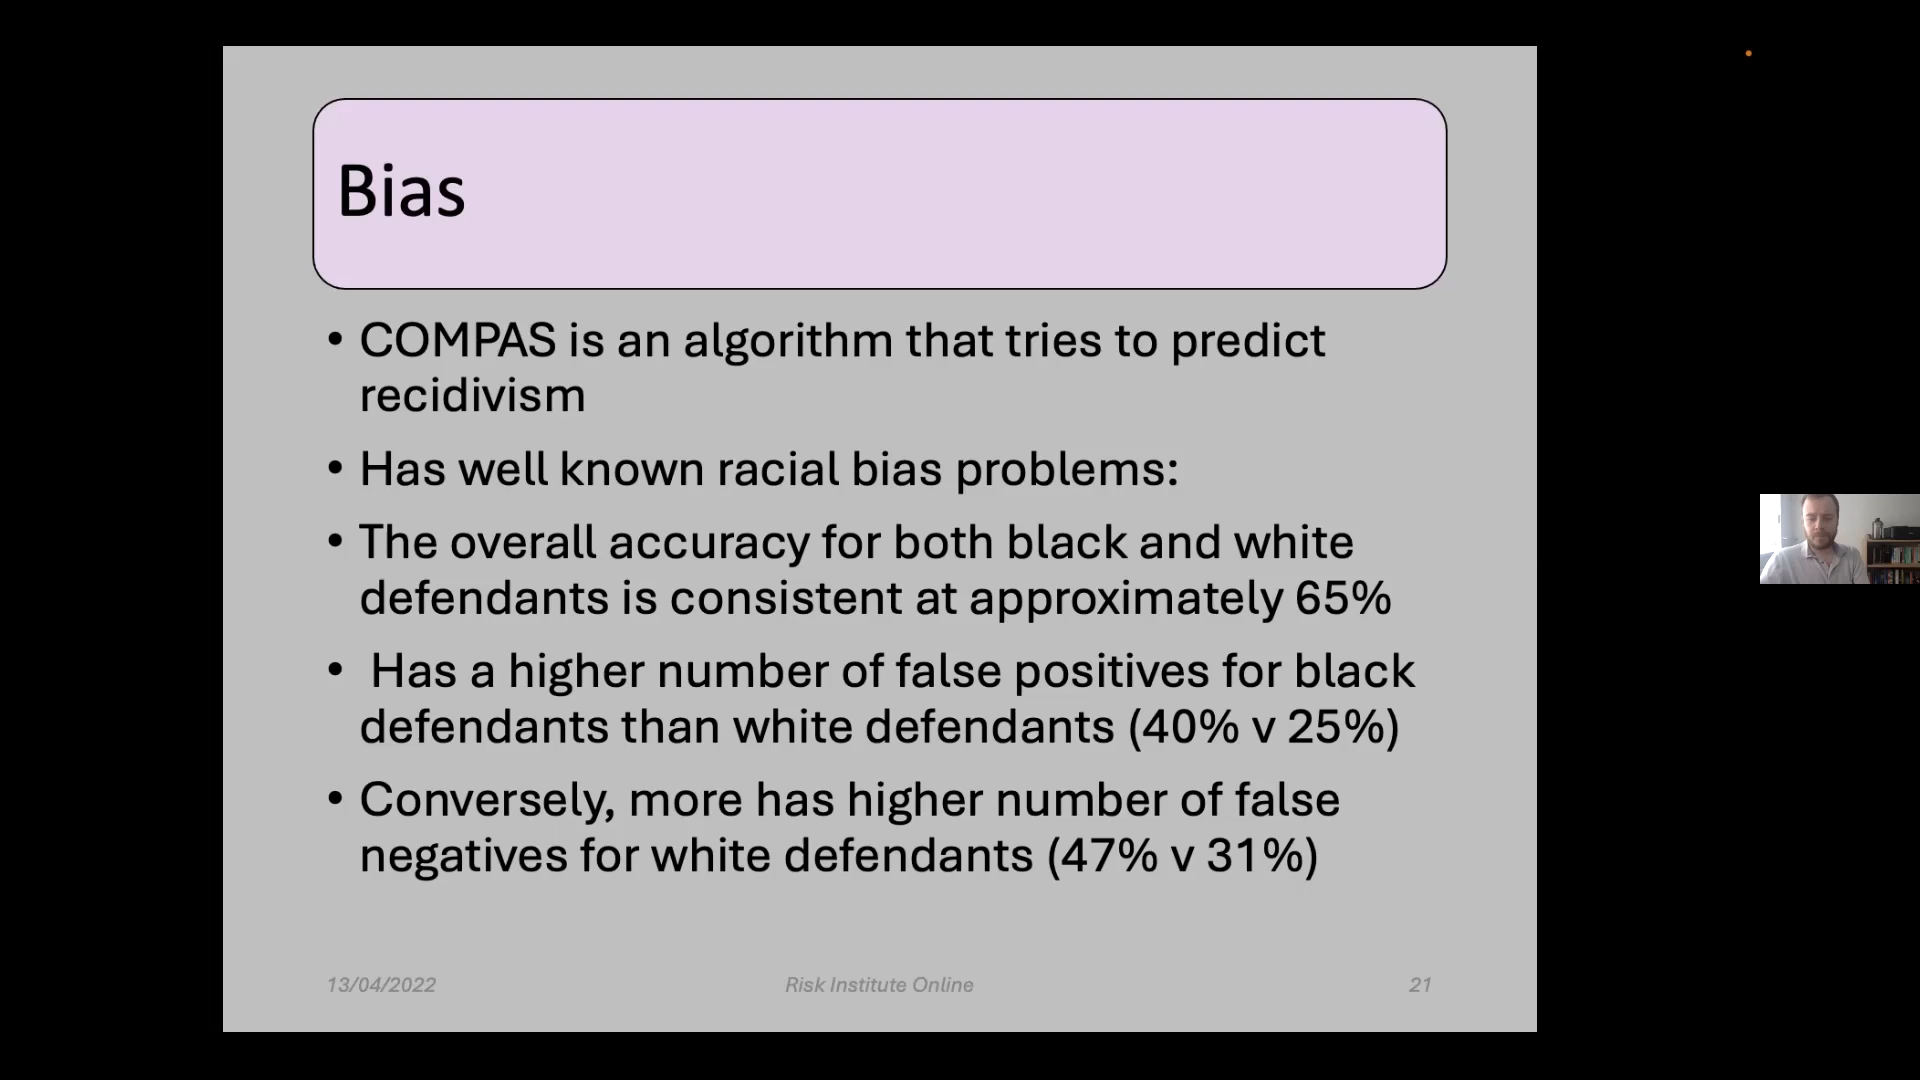 Bias
• COMPAS is an algorithm that tries to predict
recidivism
• Has well known racial bias problems:
• The overall accuracy for both black and white
defendants is consistent at approximately 65%
• Has a higher number of false positives for black
defendants than white defendants (40% v 25%)
• Conversely, more has higher number of false
negatives for white defendants (47% v 31%)
13/04/2022
Risk Institute Online
21